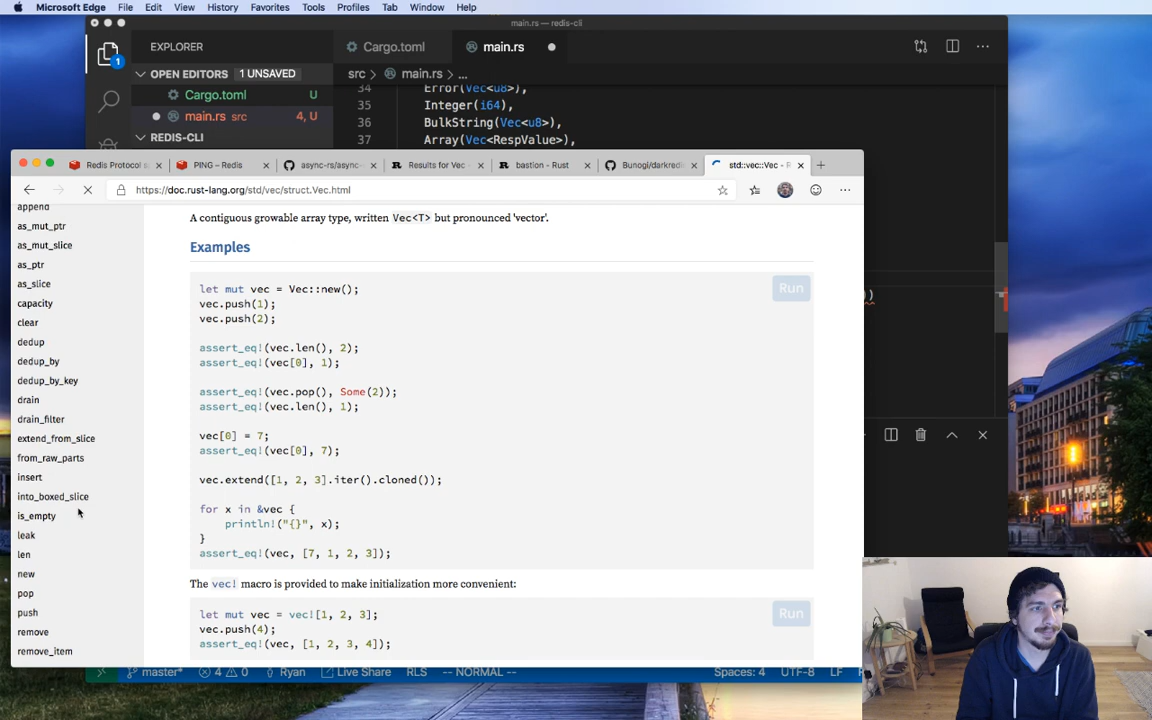 Microsoft Edge File Edit View History Favorites Tools Profiles Tab Window Help
main.rs — redis-cli
EXPLORER
Cargo.toml
main.rs
OPEN EDITORS
1 UNSAVED
src > main.rs > ...
1
Cargo.toml U
main.rs src 4, U
REDIS-CLI
34 Error(Vec<u8>),
35 Integer(i64),
36 BulkString(Vec<u8>),
37 Array(Vec<RespValue>),
Redis Protocol s
PING – Redis
async-rs/async-
Results for Vec -
bastion - Rust
Bunogi/darkredi
std::vec::Vec - R
https://doc.rust-lang.org/std/vec/struct.Vec.html
append
as_mut_ptr
as_mut_slice
as_ptr
as_slice
capacity
clear
dedup
dedup_by
dedup_by_key
drain
drain_filter
extend_from_slice
from_raw_parts
insert
into_boxed_slice
is_empty
leak
len
new
pop
push
remove
remove_item
A contiguous growable array type, written Vec<T> but pronounced 'vector'.
Examples
Run
let mut vec = Vec::new();
vec.push(1);
vec.push(2);
assert_eq!(vec.len(), 2);
assert_eq!(vec[0], 1);
assert_eq!(vec.pop(), Some(2));
assert_eq!(vec.len(), 1);
vec[0] = 7;
assert_eq!(vec[0], 7);
vec.extend([1, 2, 3].iter().cloned());
for x in &vec {
println!("{}", x);
}
assert_eq!(vec, [7, 1, 2, 3]);
The vec! macro is provided to make initialization more convenient:
Run
let mut vec = vec![1, 2, 3];
vec.push(4);
assert_eq!(vec, [1, 2, 3, 4]);
))
master* 4 0 Ryan Live Share RLS -- NORMAL -- Spaces: 4 UTF-8 LF